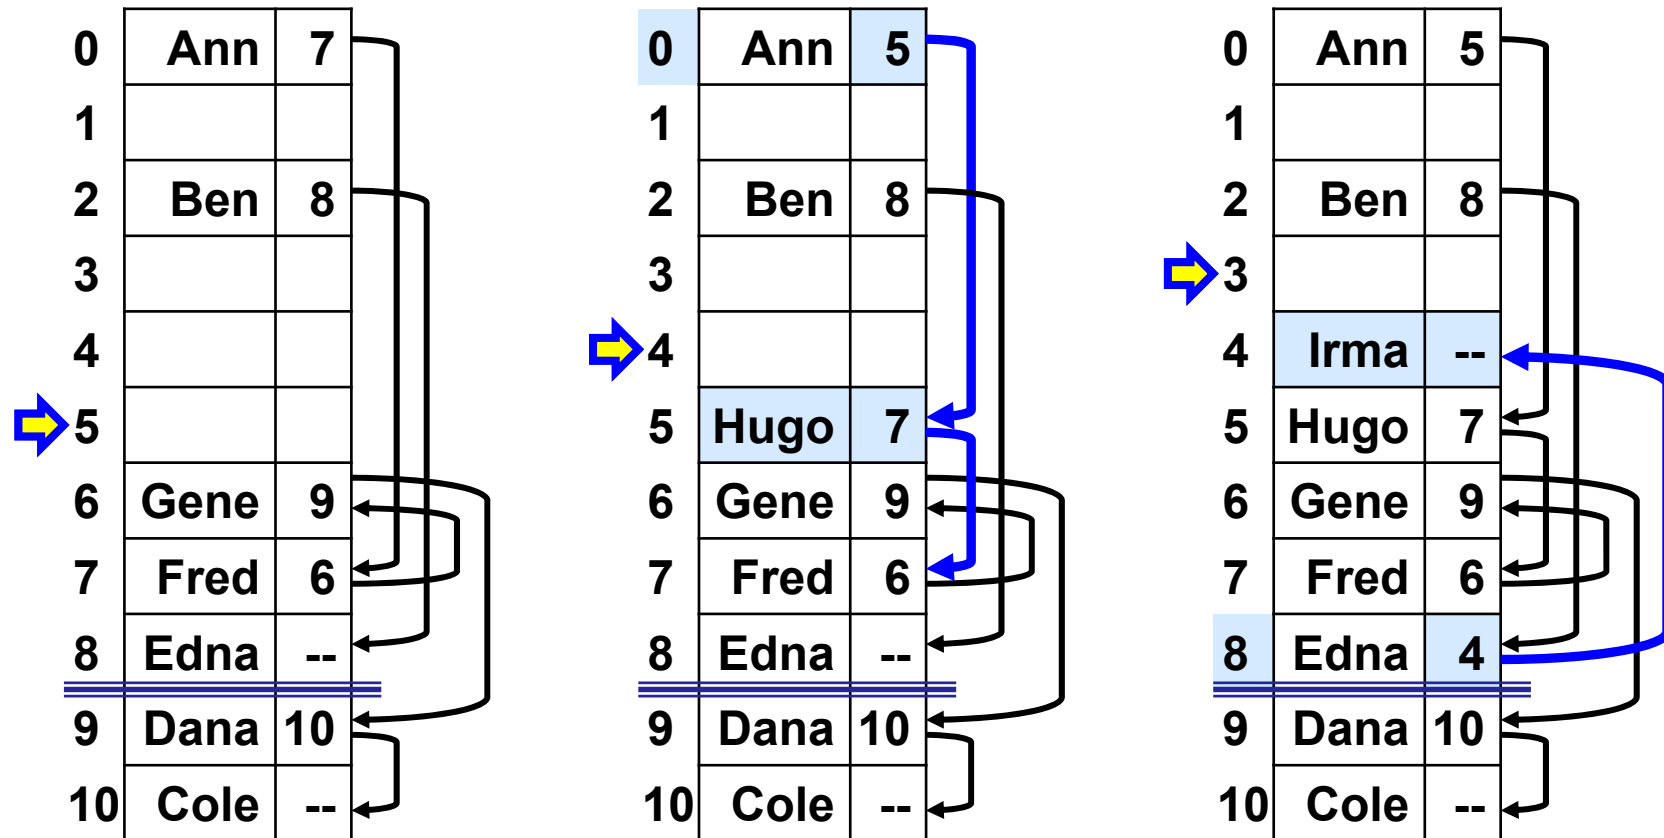 0 Ann 7
1
2 Ben 8
3
4
5
6 Gene 9
7 Fred 6
8 Edna --
9 Dana 10
10 Cole --
0 Ann 5
1
2 Ben 8
3
4
5 Hugo 7
6 Gene 9
7 Fred 6
8 Edna --
9 Dana 10
10 Cole --
0 Ann 5
1
2 Ben 8
3
4 Irma --
5 Hugo 7
6 Gene 9
7 Fred 6
8 Edna 4
9 Dana 10
10 Cole --